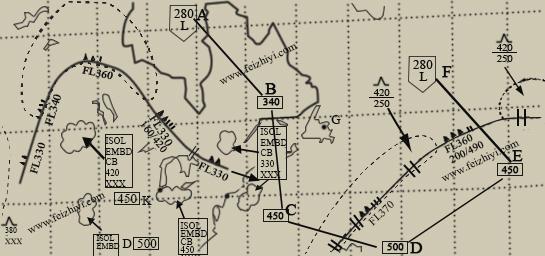 280
L
A
www.feizhiyi.com
420
250
280
L
F
420
250
FL360
B
340
FL340
G
FL330
160/420
ISOL
EMBD
CB
330
XXX
ISOL
EMBD
CB
420
XXX
FL330
FL330
FL360
200/490
www.feizhiyi.com
E
450
450 K
www.feizhiyi.com
450 C
FL370
380
XXX
ISOL
EMBD
D 500
ISOL
EMBD
CB
450
500 D